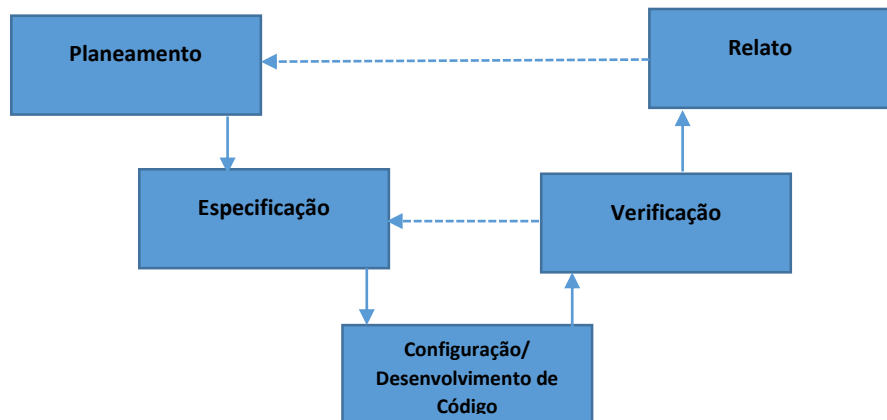 Planeamento
Relato
Especificação
Verificação
Configuração/
Desenvolvimento de
Código